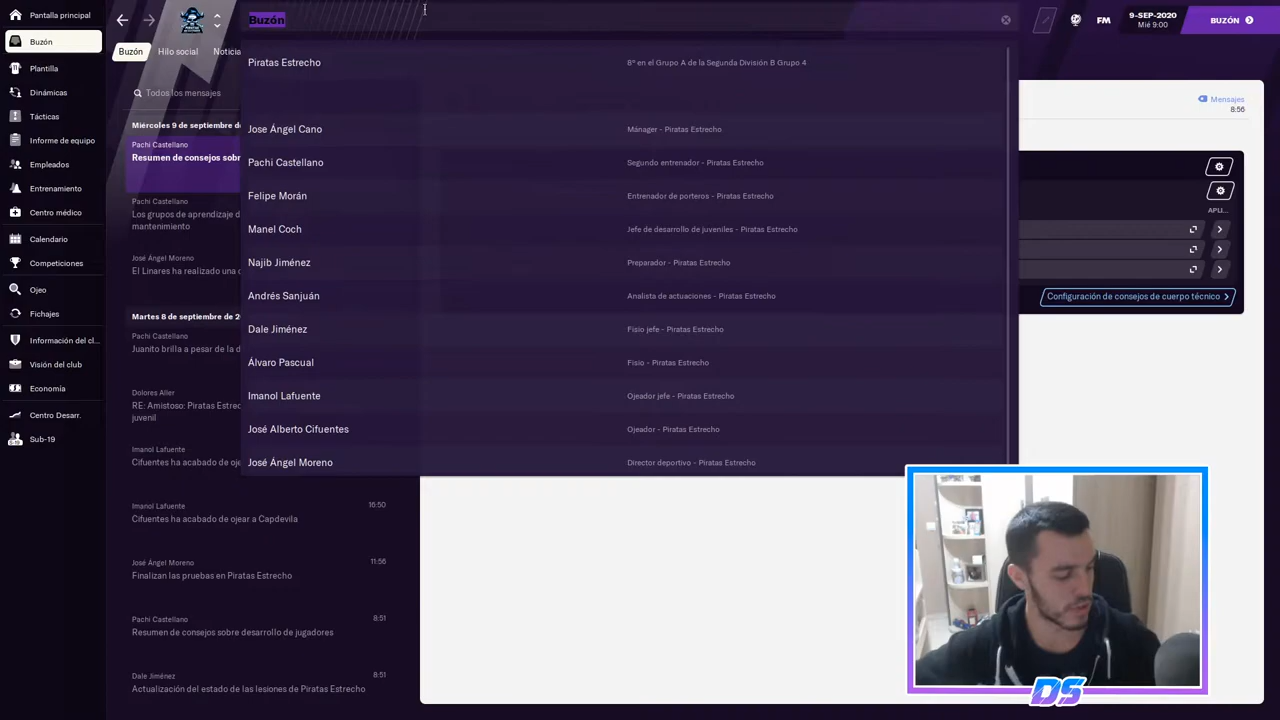 Pantalla principal
Buzón
Plantilla
Dinámicas
Tácticas
Informe de equipo
Empleados
Entrenamiento
Centro médico
Calendario
Competiciones
Ojeo
Fichajes
Información del cl...
Visión del club
Economía
Centro Desarr.
Sub-19
Buzón
FM
9-SEP-2020
Mié 9:00
BUZÓN
Buzón
Hilo social
Noticia
Todos los mensajes
Miércoles 9 de septiembre d
Pachi Castellano
Resumen de consejos sobr
Pachi Castellano
Los grupos de aprendizaje d
mantenimiento
José Ángel Moreno
El Linares ha realizado una
Martes 8 de septiembre de 2
Pachi Castellano
Juanito brilla a pesar de la d
Dolores Aller
RE: Amistoso: Piratas Estrec
juvenil
Imanol Lafuente
Cifuentes ha acabado de oje
Imanol Lafuente
16:50
Cifuentes ha acabado de ojear a Capdevila
José Ángel Moreno
11:56
Finalizan las pruebas en Piratas Estrecho
Pachi Castellano
8:51
Resumen de consejos sobre desarrollo de jugadores
Dale Jiménez
8:51
Actualización del estado de las lesiones de Piratas Estrecho
Piratas Estrecho
8º en el Grupo A de la Segunda División B Grupo 4
Jose Ángel Cano
Mánager - Piratas Estrecho
Pachi Castellano
Segundo entrenador - Piratas Estrecho
Felipe Morán
Entrenador de porteros - Piratas Estrecho
Manel Coch
Jefe de desarrollo de juveniles - Piratas Estrecho
Najib Jiménez
Preparador - Piratas Estrecho
Andrés Sanjuán
Analista de actuaciones - Piratas Estrecho
Dale Jiménez
Fisio jefe - Piratas Estrecho
Álvaro Pascual
Fisio - Piratas Estrecho
Imanol Lafuente
Ojeador jefe - Piratas Estrecho
José Alberto Cifuentes
Ojeador - Piratas Estrecho
José Ángel Moreno
Director deportivo - Piratas Estrecho
Mensajes
8:56
APLI...
Configuración de consejos de cuerpo técnico
DS